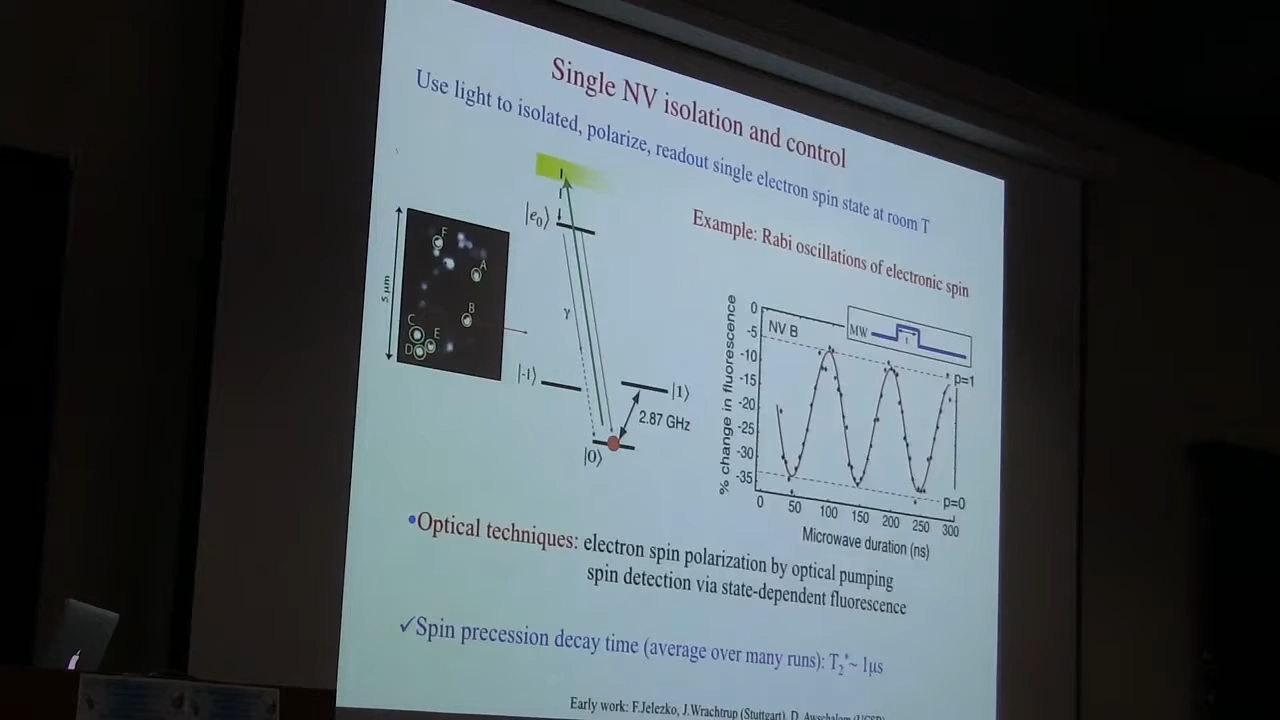 Single NV isolation and control
Use light to isolated, polarize, readout single electron spin state at room T
Example: Rabi oscillations of electronic spin
|e₀⟩
5 μm
F
A
B
C
E
D
γ
|-1⟩
|1⟩
2.87 GHz
|0⟩
% change in fluorescence
0
-5
-10
-15
-20
-25
-30
-35
NV B
MW
p=1
p=0
0 50 100 150 200 250 300
Microwave duration (ns)
•Optical techniques: electron spin polarization by optical pumping
spin detection via state-dependent fluorescence
✓Spin precession decay time (average over many runs): T₂*~ 1μs
Early work: F.Jelezko, J.Wrachtrup (Stuttgart), D. Awschalom (UCSB)